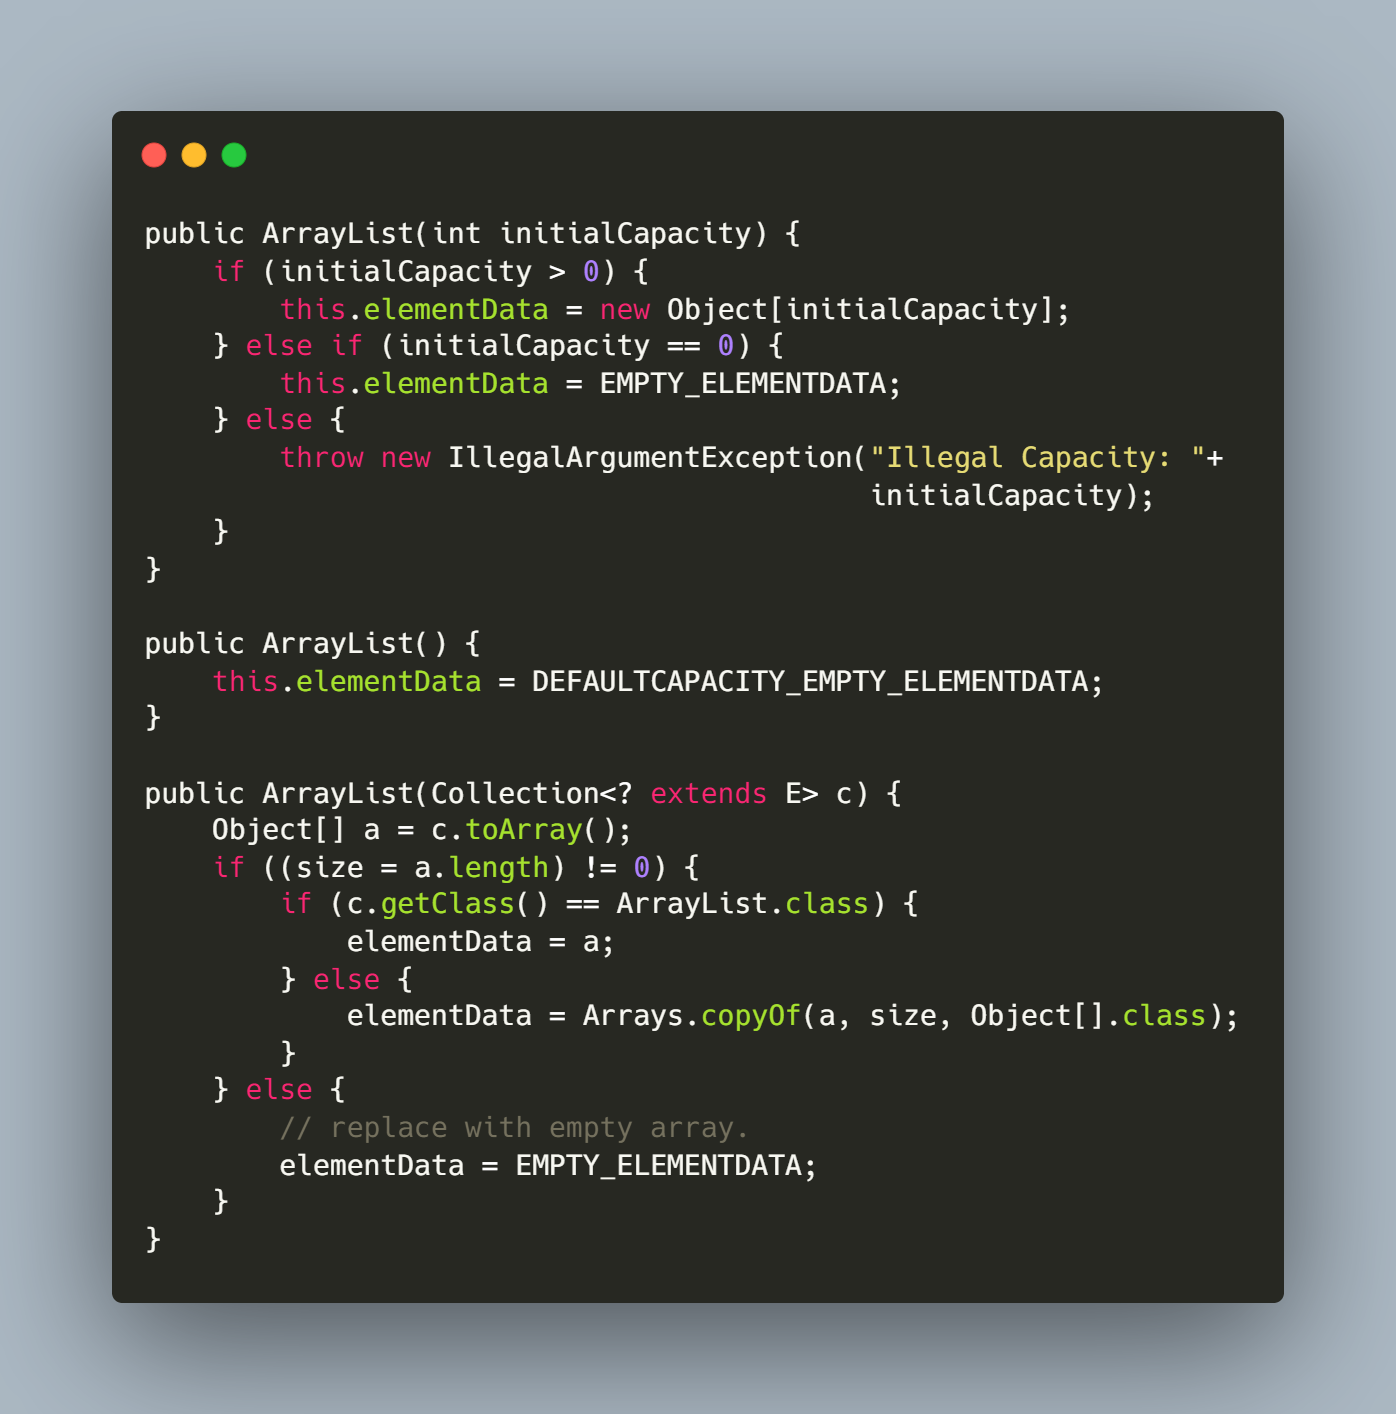 public ArrayList(int initialCapacity) {
    if (initialCapacity > 0) {
        this.elementData = new Object[initialCapacity];
    } else if (initialCapacity == 0) {
        this.elementData = EMPTY_ELEMENTDATA;
    } else {
        throw new IllegalArgumentException("Illegal Capacity: "+
                                           initialCapacity);
    }
}

public ArrayList() {
    this.elementData = DEFAULTCAPACITY_EMPTY_ELEMENTDATA;
}

public ArrayList(Collection<? extends E> c) {
    Object[] a = c.toArray();
    if ((size = a.length) != 0) {
        if (c.getClass() == ArrayList.class) {
            elementData = a;
        } else {
            elementData = Arrays.copyOf(a, size, Object[].class);
        }
    } else {
        // replace with empty array.
        elementData = EMPTY_ELEMENTDATA;
    }
}